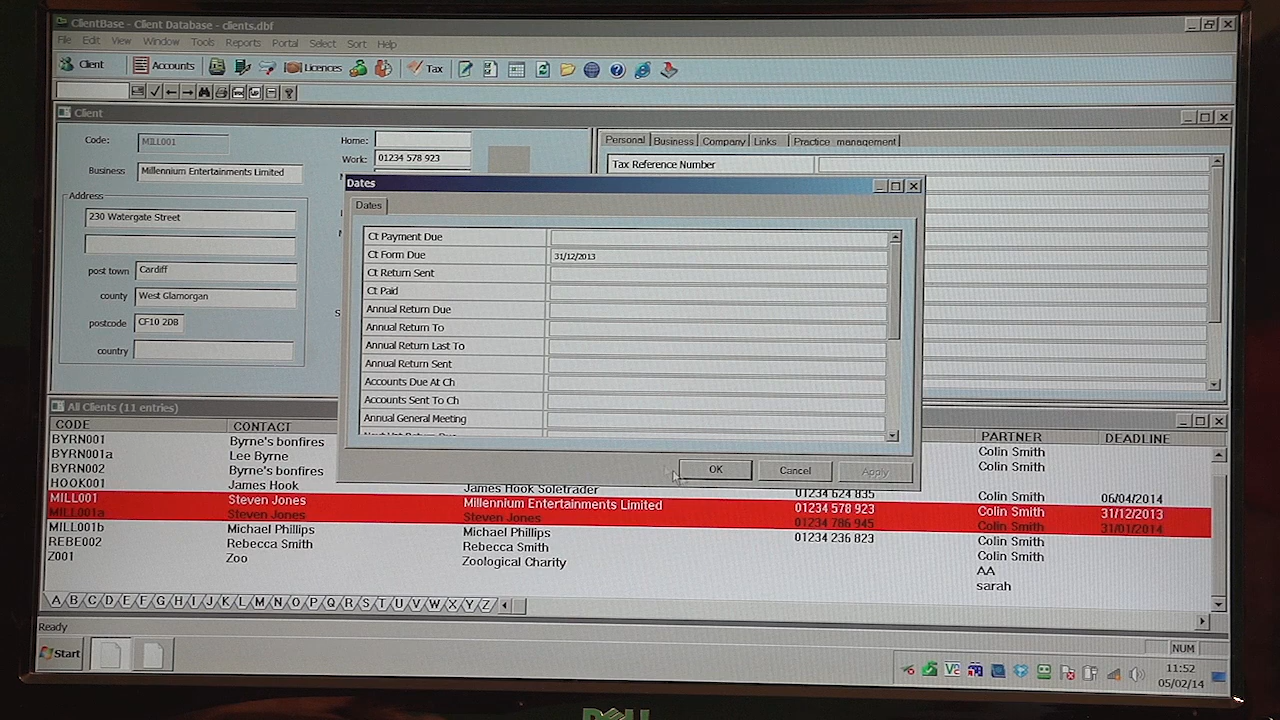 ClientBase - Client Database - clients.dbf
File Edit View Window Tools Reports Portal Select Sort Help
Client Accounts Licences Tax
Client
Code: MILL001
Business Millennium Entertainments Limited
Address
230 Watergate Street
post town Cardiff
county West Glamorgan
postcode CF10 2DB
country
Home:
Work: 01234 578 923
Personal Business Company Links Practice management
Tax Reference Number
Dates
Dates
Ct Payment Due
Ct Form Due 31/12/2013
Ct Return Sent
Ct Paid
Annual Return Due
Annual Return To
Annual Return Last To
Annual Return Sent
Accounts Due At Ch
Accounts Sent To Ch
Annual General Meeting
OK Cancel Apply
All Clients (11 entries)
CODE CONTACT PARTNER DEADLINE
BYRN001 Byrne's bonfires Colin Smith
BYRN001a Lee Byrne Colin Smith
BYRN002 Byrne's bonfires
HOOK001 James Hook James Hook Soletrader 01234 624 835 Colin Smith 06/04/2014
MILL001 Steven Jones Millennium Entertainments Limited 01234 578 923 Colin Smith 31/12/2013
MILL001a Steven Jones Steven Jones 01234 786 945 Colin Smith 31/01/2014
MILL001b Michael Phillips Michael Phillips 01234 236 823 Colin Smith
REBE002 Rebecca Smith Rebecca Smith Colin Smith
Z001 Zoo Zoological Charity AA
sarah
A B C D E F G H I J K L M N O P Q R S T U V W X Y Z
Ready
NUM
Start
11:52
05/02/14
DELL